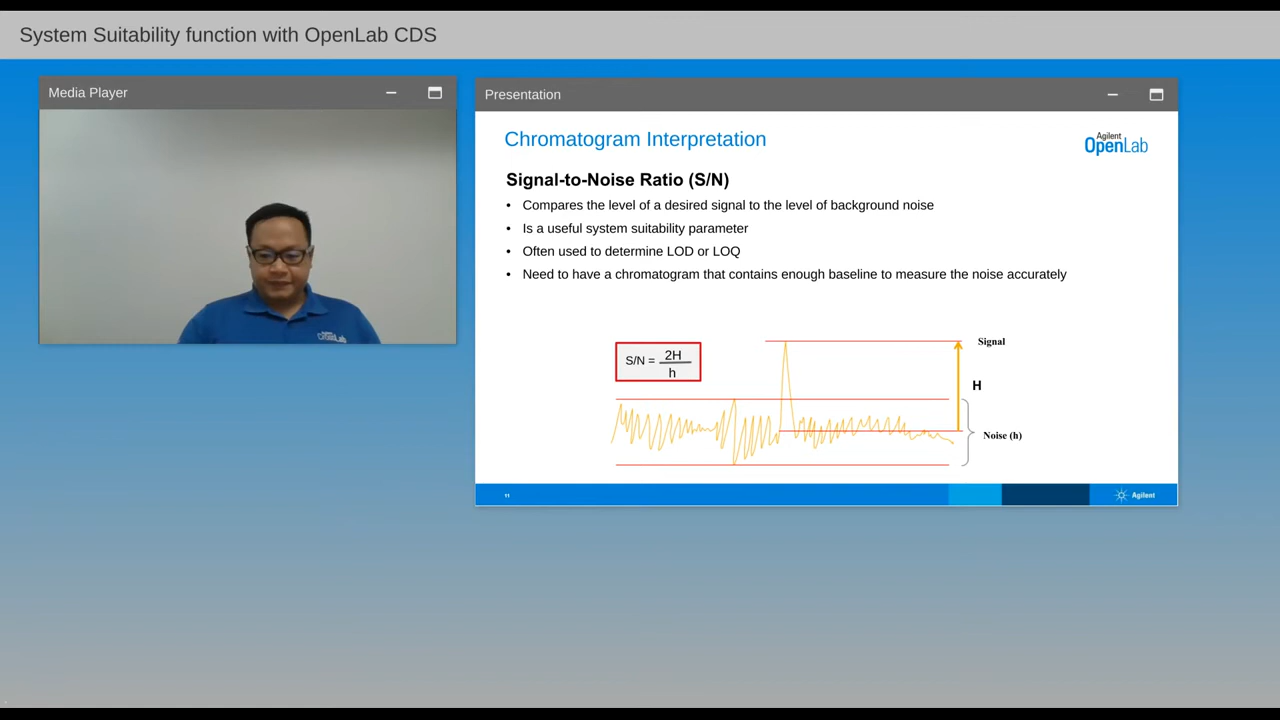 System Suitability function with OpenLab CDS
Media Player
Presentation
Chromatogram Interpretation
Agilent
OpenLab
Signal-to-Noise Ratio (S/N)
• Compares the level of a desired signal to the level of background noise
• Is a useful system suitability parameter
• Often used to determine LOD or LOQ
• Need to have a chromatogram that contains enough baseline to measure the noise accurately
S/N = 2H
h
Signal
H
Noise (h)
OpenLab
11
Agilent